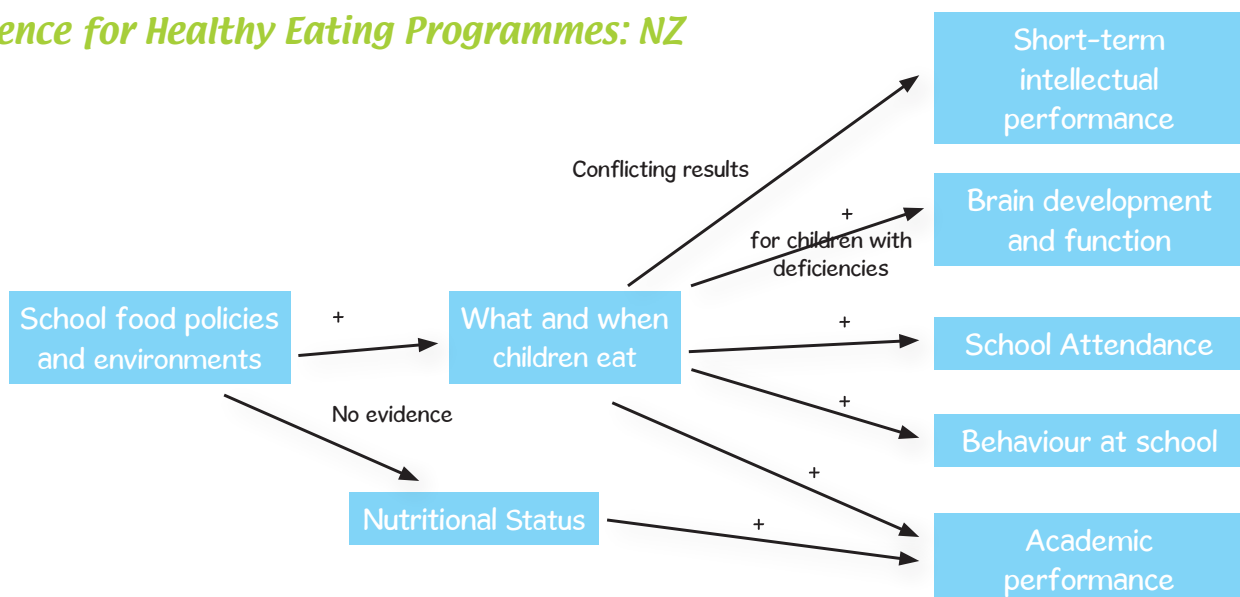 ence for Healthy Eating Programmes: NZ
Short-term
intellectual
performance
Conflicting results
Brain development
and function
+
for children with
deficiencies
School food policies
and environments
+
What and when
children eat
+
School Attendance
No evidence
+
Behaviour at school
+
Nutritional Status
+
Academic
performance